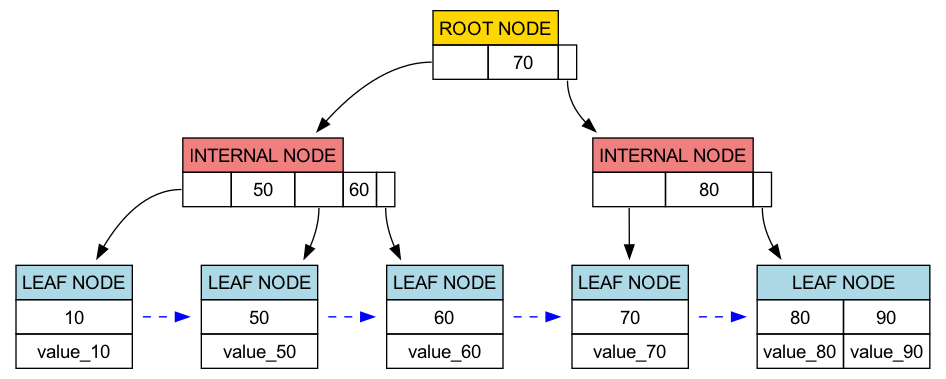 ROOT NODE
70
INTERNAL NODE
50 60
INTERNAL NODE
80
LEAF NODE
10
value_10
LEAF NODE
50
value_50
LEAF NODE
60
value_60
LEAF NODE
70
value_70
LEAF NODE
80 90
value_80 value_90